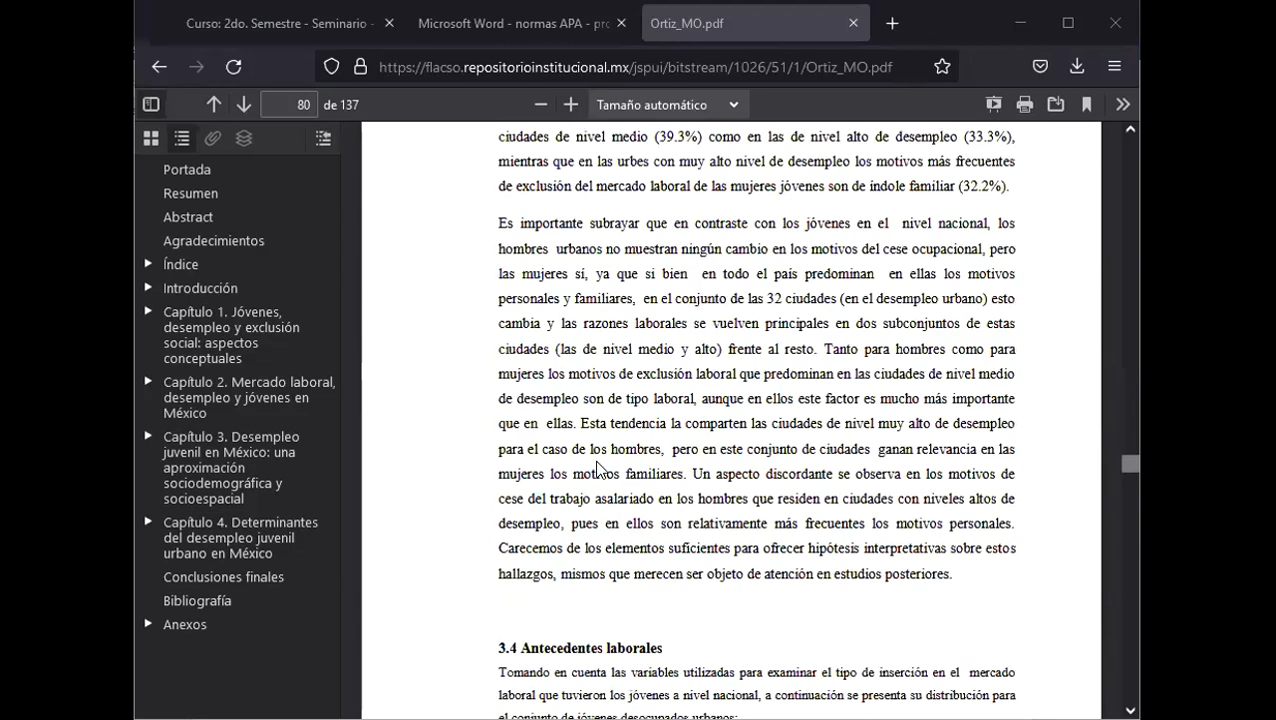 Curso: 2do. Semestre - Seminario -
Microsoft Word - normas APA - pro
Ortiz_MO.pdf
https://flacso.repositorioinstitucional.mx/jspui/bitstream/1026/51/1/Ortiz_MO.pdf
80 de 137
Tamaño automático
Portada
Resumen
Abstract
Agradecimientos
Índice
Introducción
Capítulo 1. Jóvenes,
desempleo y exclusión
social: aspectos
conceptuales
Capítulo 2. Mercado laboral,
desempleo y jóvenes en
México
Capítulo 3. Desempleo
juvenil en México: una
aproximación
sociodemográfica y
socioespacial
Capítulo 4. Determinantes
del desempleo juvenil
urbano en México
Conclusiones finales
Bibliografía
Anexos
ciudades de nivel medio (39.3%) como en las de nivel alto de desempleo (33.3%),
mientras que en las urbes con muy alto nivel de desempleo los motivos más frecuentes
de exclusión del mercado laboral de las mujeres jóvenes son de índole familiar (32.2%).
Es importante subrayar que en contraste con los jóvenes en el nivel nacional, los
hombres urbanos no muestran ningún cambio en los motivos del cese ocupacional, pero
las mujeres sí, ya que si bien en todo el país predominan en ellas los motivos
personales y familiares, en el conjunto de las 32 ciudades (en el desempleo urbano) esto
cambia y las razones laborales se vuelven principales en dos subconjuntos de estas
ciudades (las de nivel medio y alto) frente al resto. Tanto para hombres como para
mujeres los motivos de exclusión laboral que predominan en las ciudades de nivel medio
de desempleo son de tipo laboral, aunque en ellos este factor es mucho más importante
que en ellas. Esta tendencia la comparten las ciudades de nivel muy alto de desempleo
para el caso de los hombres, pero en este conjunto de ciudades ganan relevancia en las
mujeres los motivos familiares. Un aspecto discordante se observa en los motivos de
cese del trabajo asalariado en los hombres que residen en ciudades con niveles altos de
desempleo, pues en ellos son relativamente más frecuentes los motivos personales.
Carecemos de los elementos suficientes para ofrecer hipótesis interpretativas sobre estos
hallazgos, mismos que merecen ser objeto de atención en estudios posteriores.
3.4 Antecedentes laborales
Tomando en cuenta las variables utilizadas para examinar el tipo de inserción en el mercado
laboral que tuvieron los jóvenes a nivel nacional, a continuación se presenta su distribución para
el conjunto de jóvenes desocupados urbanos: